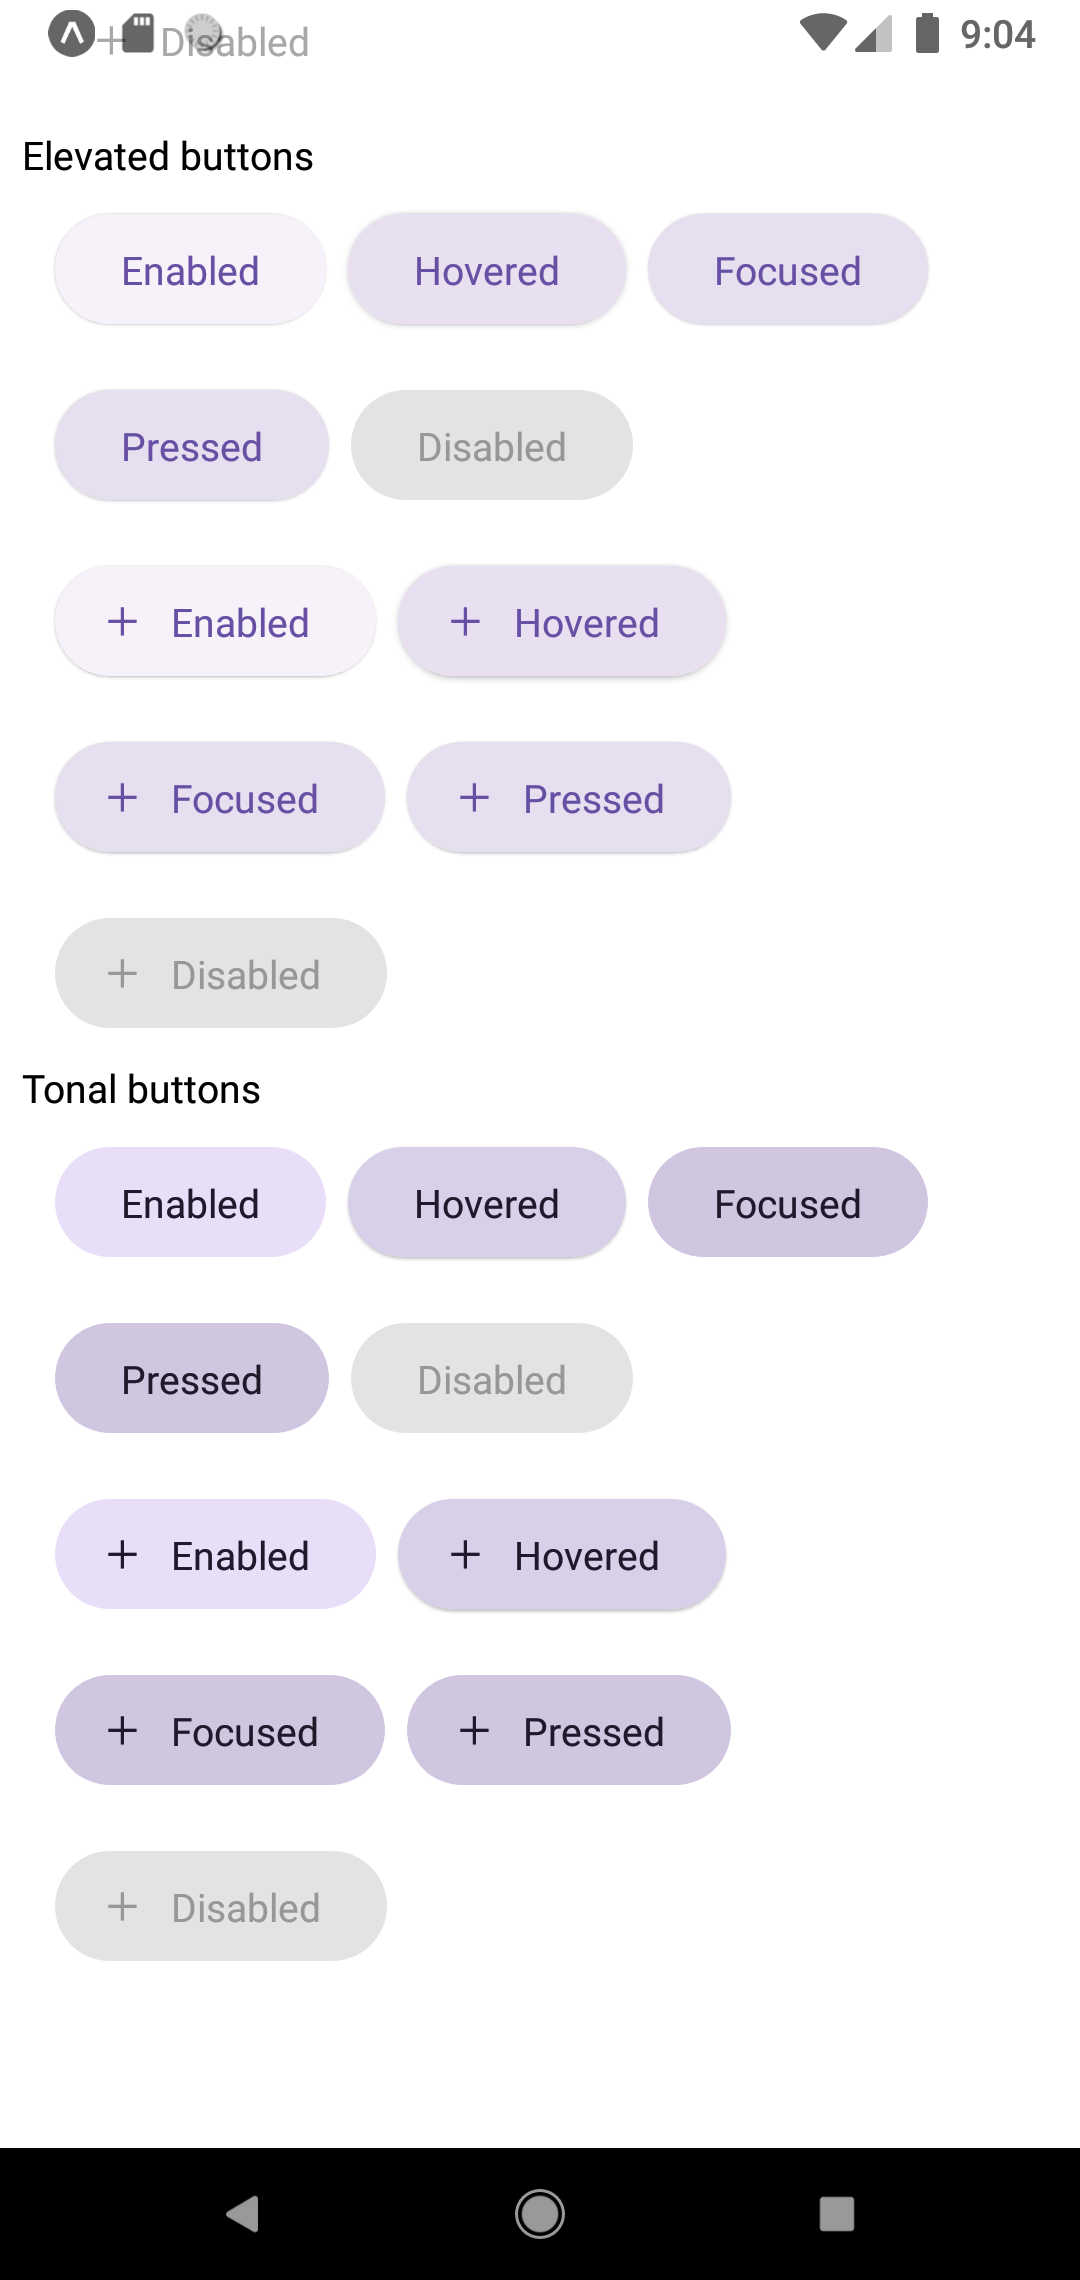 + Disabled 9:04
Elevated buttons
Enabled Hovered Focused
Pressed Disabled
+ Enabled + Hovered
+ Focused + Pressed
+ Disabled
Tonal buttons
Enabled Hovered Focused
Pressed Disabled
+ Enabled + Hovered
+ Focused + Pressed
+ Disabled